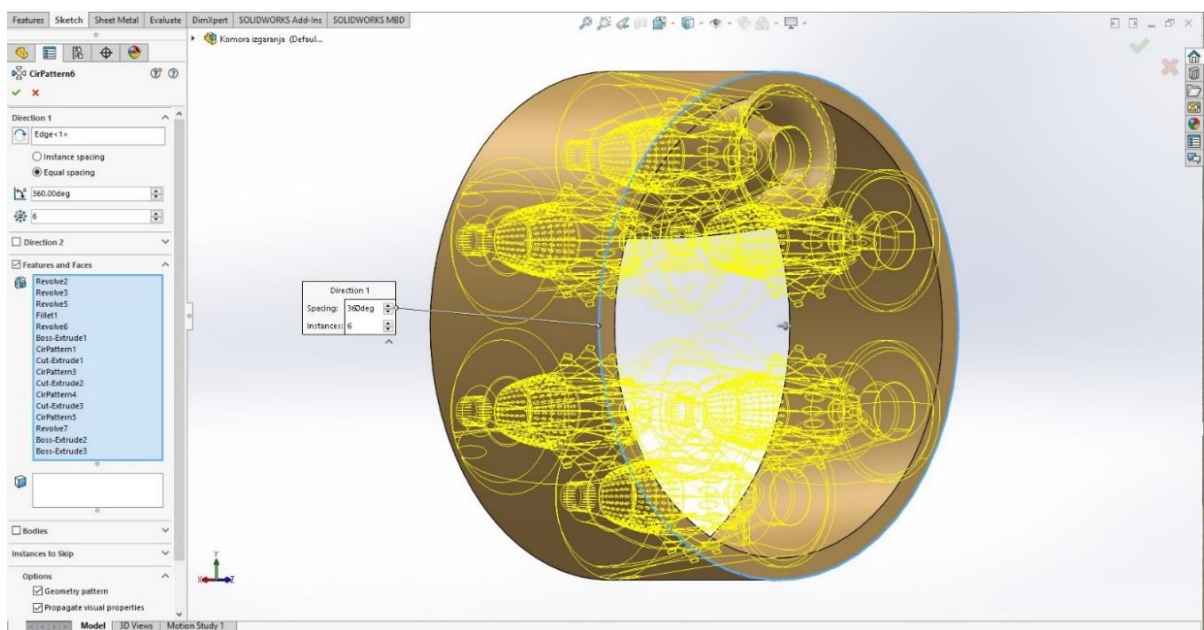 Features Sketch Sheet Metal Evaluate DimXpert SOLIDWORKS Add-Ins SOLIDWORKS MBD
Komora izgaranja (Defaul...
CirPattern6
Direction 1
Edge<1>
Instance spacing
Equal spacing
360.00deg
6
Direction 2
Features and Faces
Revolve2
Revolve3
Revolve5
Fillet1
Revolve6
Boss-Extrude1
CirPattern1
Cut-Extrude1
CirPattern3
Cut-Extrude2
CirPattern4
Cut-Extrude3
CirPattern5
Revolve7
Boss-Extrude2
Boss-Extrude3
Bodies
Instances to Skip
Options
Geometry pattern
Propagate visual properties
Direction 1
Spacing: 360deg
Instances: 6
Y
X Z
Model 3D Views Motion Study 1